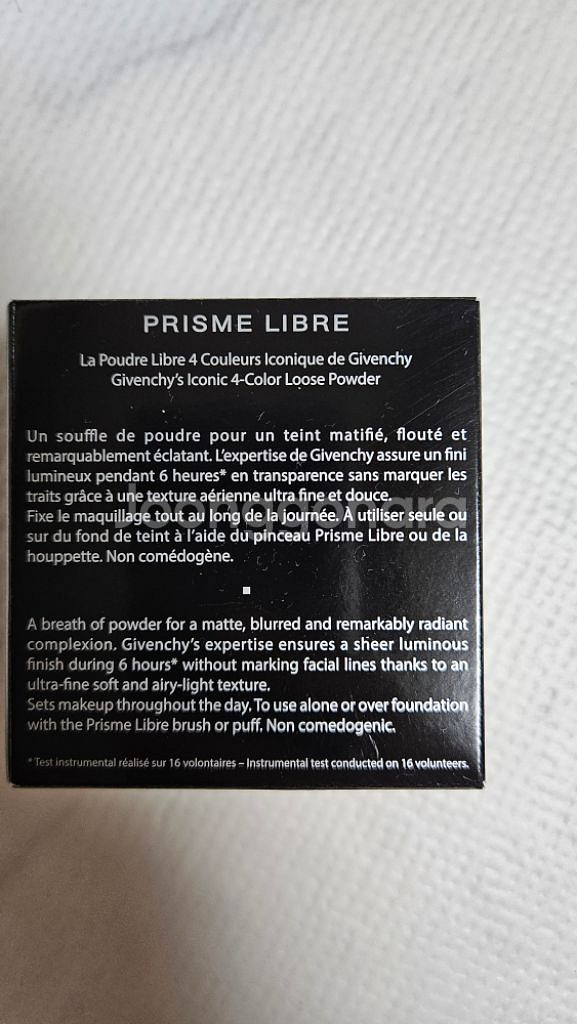 PRISME LIBRE
La Poudre Libre 4 Couleurs Iconique de Givenchy
Givenchy's Iconic 4-Color Loose Powder
Un souffle de poudre pour un teint matifié, flouté et
remarquablement éclatant. L'expertise de Givenchy assure un fini
lumineux pendant 6 heures* en transparence sans marquer les
traits grâce à une texture aérienne ultra fine et douce.
Joonggonara
Fixe le maquillage tout au long de la journée. À utiliser seule ou
sur du fond de teint à l'aide du pinceau Prisme Libre ou de la
houppette. Non comédogène.
A breath of powder for a matte, blurred and remarkably radiant
complexion. Givenchy's expertise ensures a sheer luminous
finish during 6 hours* without marking facial lines thanks to an
ultra-fine soft and airy-light texture.
Sets makeup throughout the day. To use alone or over foundation
with the Prisme Libre brush or puff. Non comedogenic.
* Test instrumental réalisé sur 16 volontaires – Instrumental test conducted on 16 volunteers.